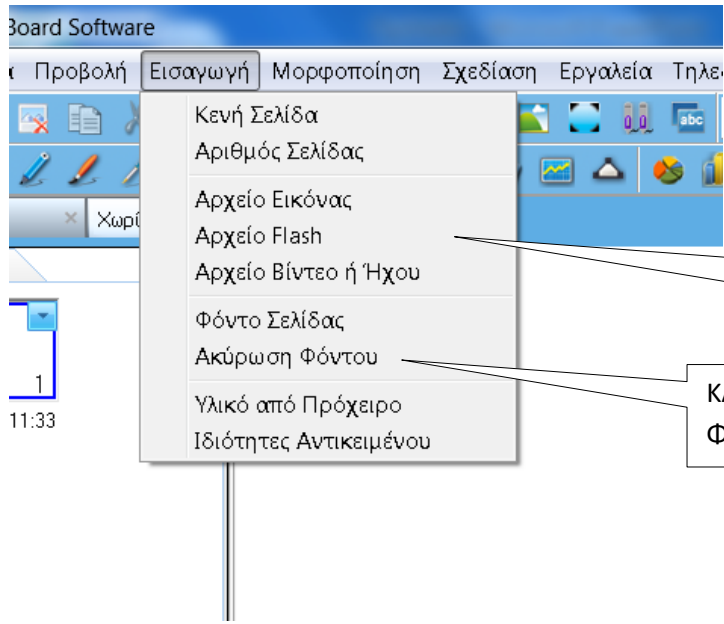 Board Software
Προβολή Εισαγωγή Μορφοποίηση Σχεδίαση Εργαλεία
Κενή Σελίδα
abc
Αριθμός Σελίδας
Αρχείο Εικόνας
Αρχείο Flash
Αρχείο Βίντεο ή Ήχου
Φόντο Σελίδας
Ακύρωση Φόντου
1
11:33
Υλικό από Πρόχειρο
Ιδιότητες Αντικειμένου